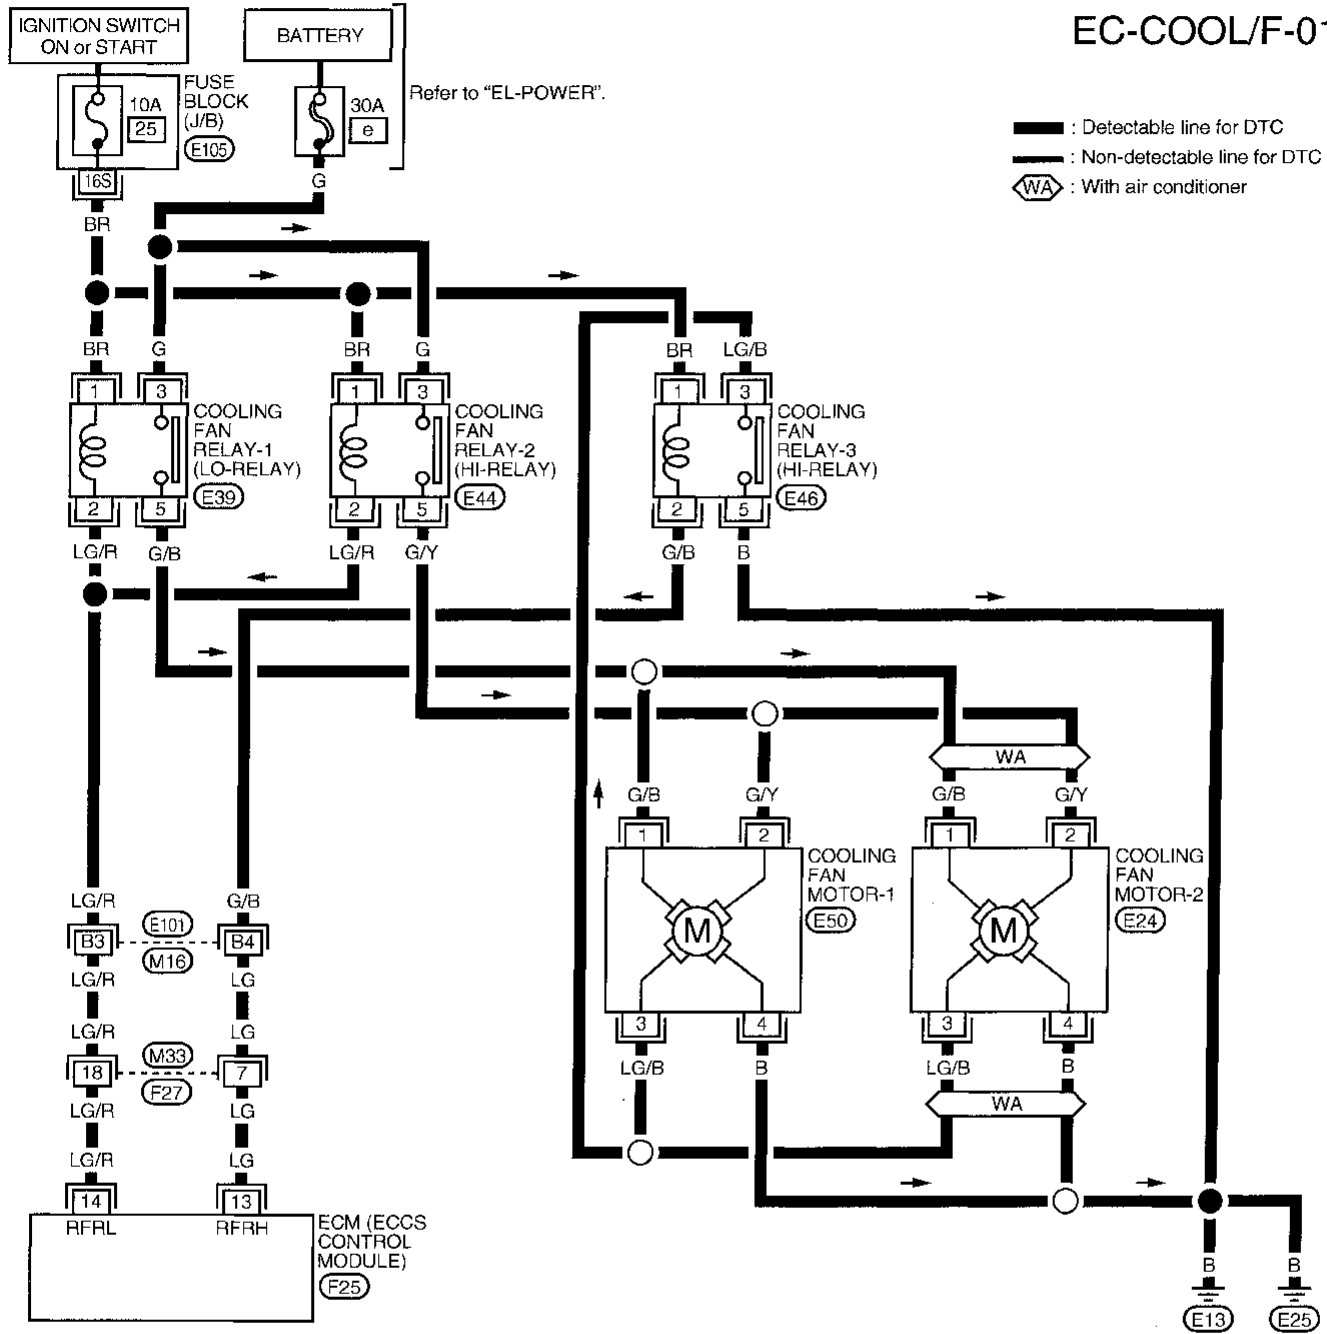 EC-COOL/F-01
IGNITION SWITCH
ON or START
BATTERY
FUSE
BLOCK
(J/B)
E105
10A
25
30A
e
Refer to "EL-POWER".
: Detectable line for DTC
: Non-detectable line for DTC
WA : With air conditioner
16S
G
BR
BR G BR G BR LG/B
1 3 1 3 1 3
COOLING
FAN
RELAY-1
(LO-RELAY)
E39
COOLING
FAN
RELAY-2
(HI-RELAY)
E44
COOLING
FAN
RELAY-3
(HI-RELAY)
E46
2 5 2 5 2 5
LG/R G/B LG/R G/Y G/B B
WA
G/B G/Y G/B G/Y
1 2 1 2
COOLING
FAN
MOTOR-1
E50
COOLING
FAN
MOTOR-2
E24
M M
3 4 3 4
LG/B B LG/B B
WA
LG/R G/B
B3 E101 B4
M16
LG/R LG
LG/R LG
18 M33 7
F27
LG/R LG
LG/R LG
14 13
RFRL RFRH
ECM (ECCS
CONTROL
MODULE)
F25
B B
E13 E25